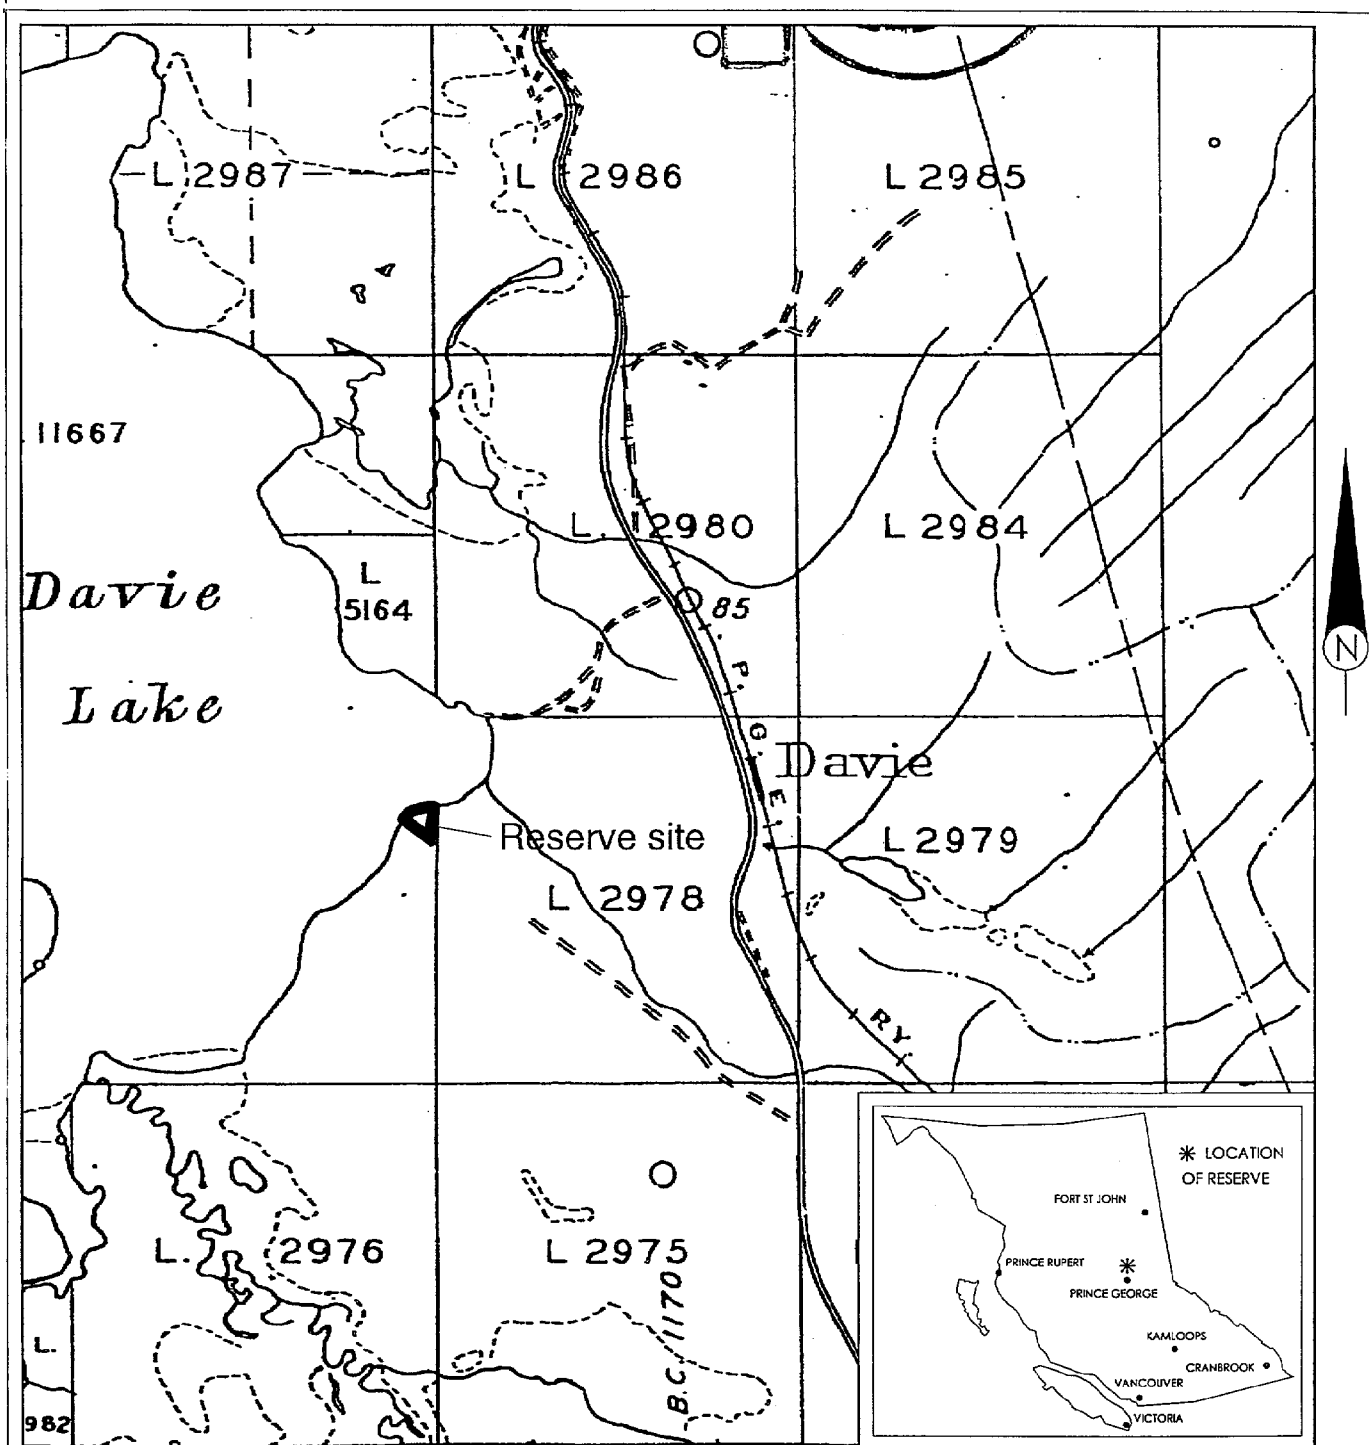 L 2987
L 2986
L 2985
11667
L. 2980
L 2984
Davie
Lake
L
5164
85
P. G. E. RY.
Davie
Reserve site
L 2979
L 2978
N
L. 2976
L 2975
B.C. 1170
L.
982
LOCATION
OF RESERVE
FORT ST JOHN
PRINCE RUPERT
PRINCE GEORGE
KAMLOOPS
CRANBROOK
VANCOUVER
VICTORIA